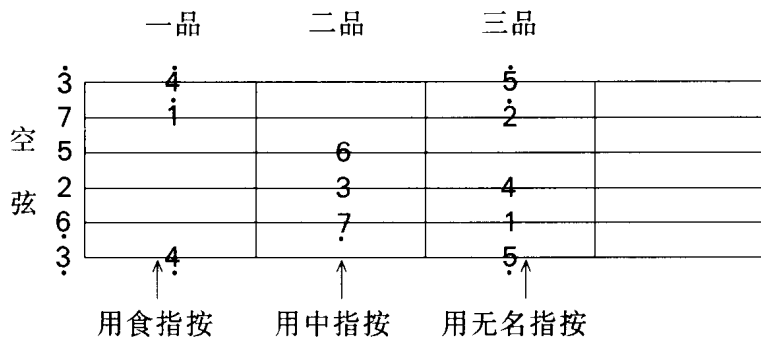 一品 二品 三品
3̇ 4̇ 5̇
7 1̇ 2̇
空 5 6
弦 2 3 4
6̣ 7̣ 1
3̣ 4̣ 5̣
用食指按 用中指按 用无名指按